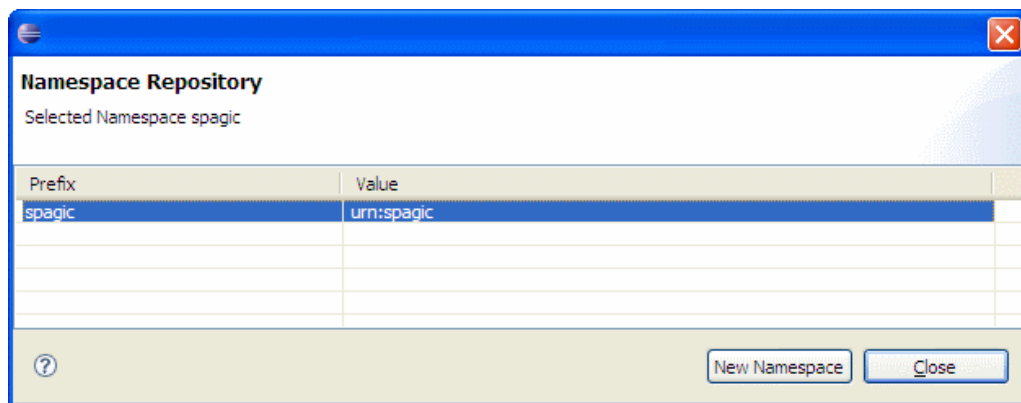 Namespace Repository
Selected Namespace spagic
Prefix Value
spagic urn:spagic
New Namespace Close